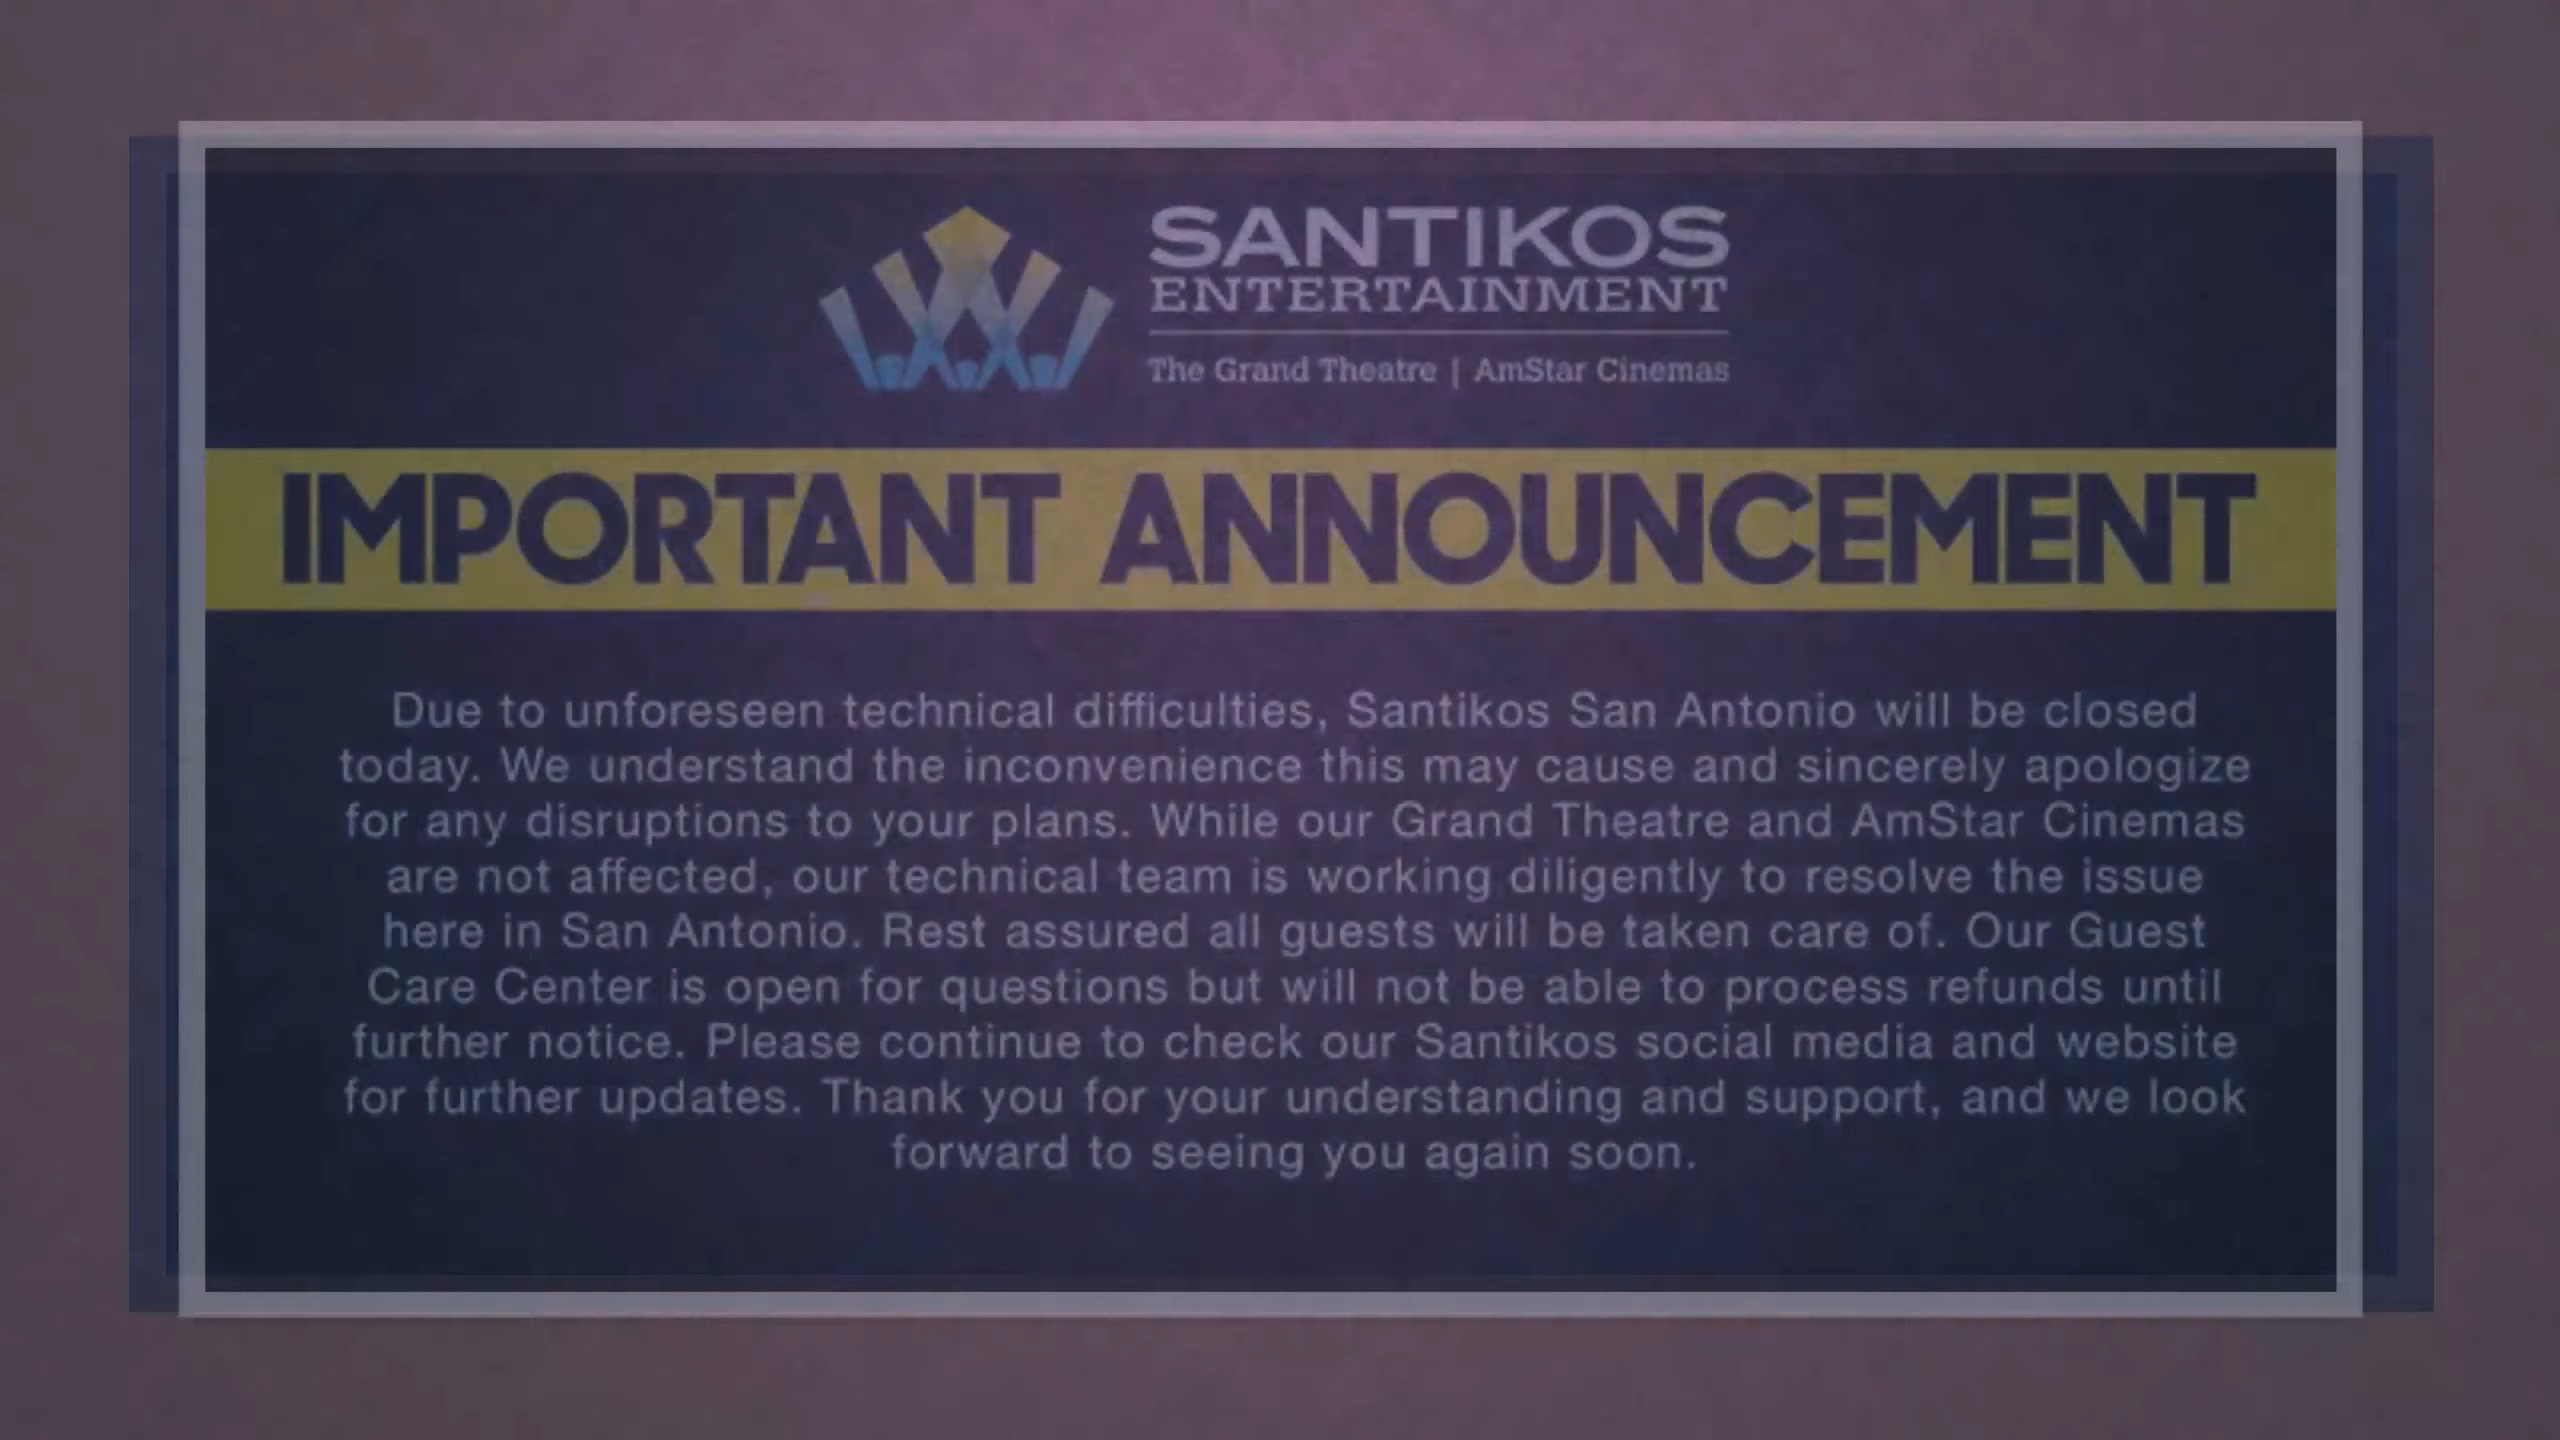 SANTIKOS
ENTERTAINMENT
The Grand Theatre | AmStar Cinemas
IMPORTANT ANNOUNCEMENT
Due to unforeseen technical difficulties, Santikos San Antonio will be closed
today. We understand the inconvenience this may cause and sincerely apologize
for any disruptions to your plans. While our Grand Theatre and AmStar Cinemas
are not affected, our technical team is working diligently to resolve the issue
here in San Antonio. Rest assured all guests will be taken care of. Our Guest
Care Center is open for questions but will not be able to process refunds until
further notice. Please continue to check our Santikos social media and website
for further updates. Thank you for your understanding and support, and we look
forward to seeing you again soon.